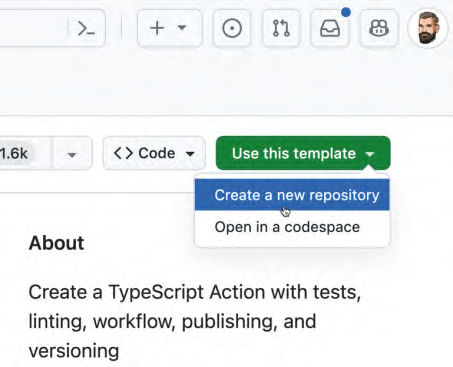 1.6k
<> Code
Use this template
Create a new repository
Open in a codespace
About
Create a TypeScript Action with tests,
linting, workflow, publishing, and
versioning